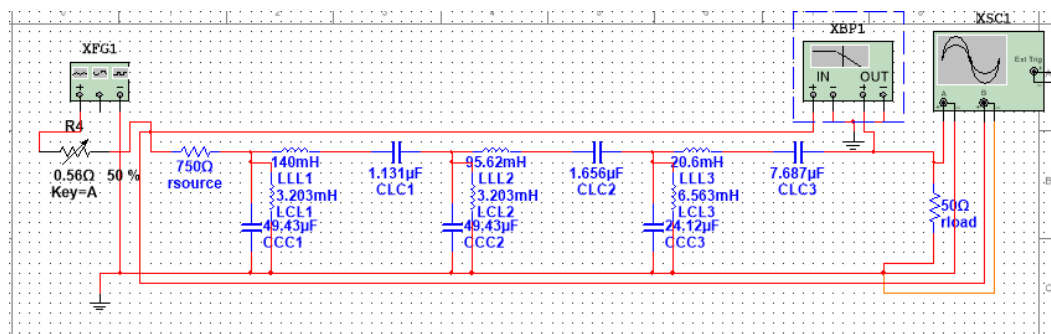 XFG1
XBP1
XSC1
IN OUT
Ext Trig
A
B
R4
0.56Ω
Key=A
50 %
750Ω
rsource
140mH
LLL1
3.203mH
LCL1
49.43µF
CCC1
1.131µF
CLC1
95.62mH
LLL2
3.203mH
LCL2
49.43µF
CCC2
1.656µF
CLC2
20.6mH
LLL3
6.563mH
LCL3
24.12µF
CCC3
7.687µF
CLC3
50Ω
rload